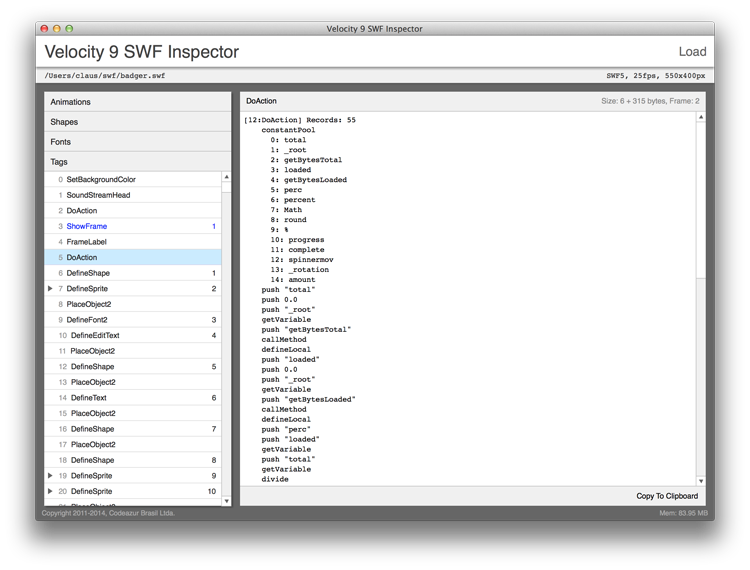 Velocity 9 SWF Inspector
Velocity 9 SWF Inspector
Load
/Users/claus/swf/badger.swf
SWF5, 25fps, 550x400px
Animations
Shapes
Fonts
Tags
0 SetBackgroundColor
1 SoundStreamHead
2 DoAction
3 ShowFrame 1
4 FrameLabel
5 DoAction
6 DefineShape 1
7 DefineSprite 2
8 PlaceObject2
9 DefineFont2 3
10 DefineEditText 4
11 PlaceObject2
12 DefineShape 5
13 PlaceObject2
14 DefineText 6
15 PlaceObject2
16 DefineShape 7
17 PlaceObject2
18 DefineShape 8
19 DefineSprite 9
20 DefineSprite 10
DoAction
Size: 6 + 315 bytes, Frame: 2
[12:DoAction] Records: 55
constantPool
0: total
1: _root
2: getBytesTotal
3: loaded
4: getBytesLoaded
5: perc
6: percent
7: Math
8: round
9: %
10: progress
11: complete
12: spinnermov
13: _rotation
14: amount
push "total"
push 0.0
push "_root"
getVariable
push "getBytesTotal"
callMethod
defineLocal
push "loaded"
push 0.0
push "_root"
getVariable
push "getBytesLoaded"
callMethod
defineLocal
push "perc"
push "loaded"
getVariable
push "total"
getVariable
divide
Copy To Clipboard
Copyright 2011-2014, Codeazur Brasil Ltda.
Mem: 83.95 MB